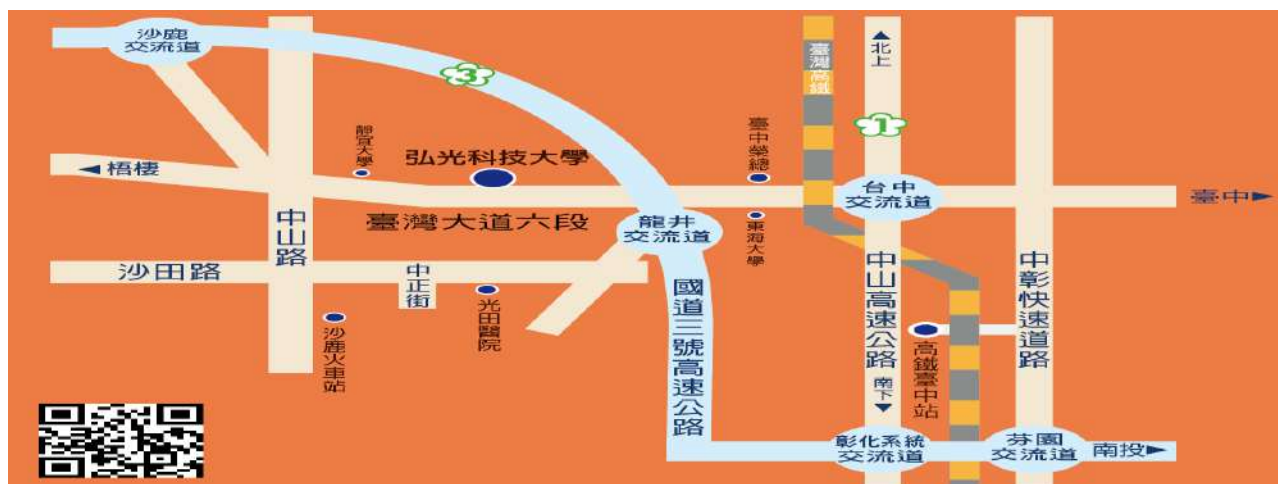 沙鹿
交流道
3
臺灣高鐵
北上
1
靜宜大學
弘光科技大學
臺中榮總
梧棲
台中
交流道
臺中
臺灣大道六段
龍井
交流道
東海大學
中山路
沙田路
中正街
光田醫院
沙鹿火車站
國道三號高速公路
中山高速公路
中彰快速道路
高鐵臺中站
南下
彰化系統
交流道
芬園
交流道
南投